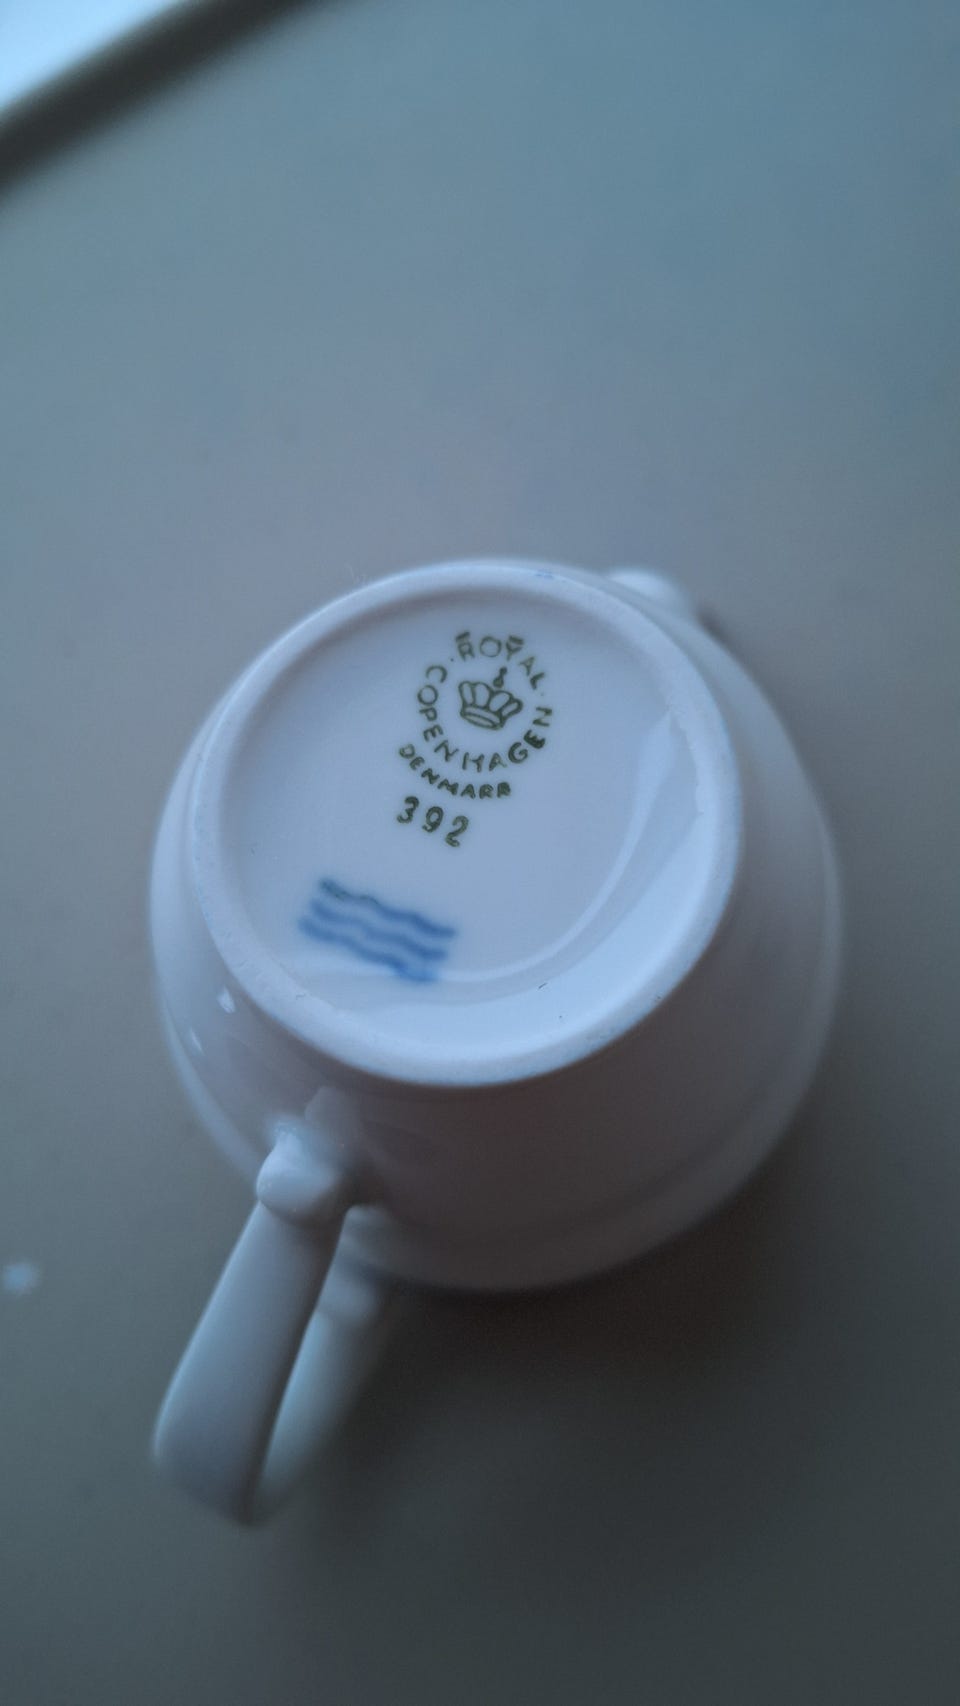 ROYAL
COPENHAGEN
DENMARK
392